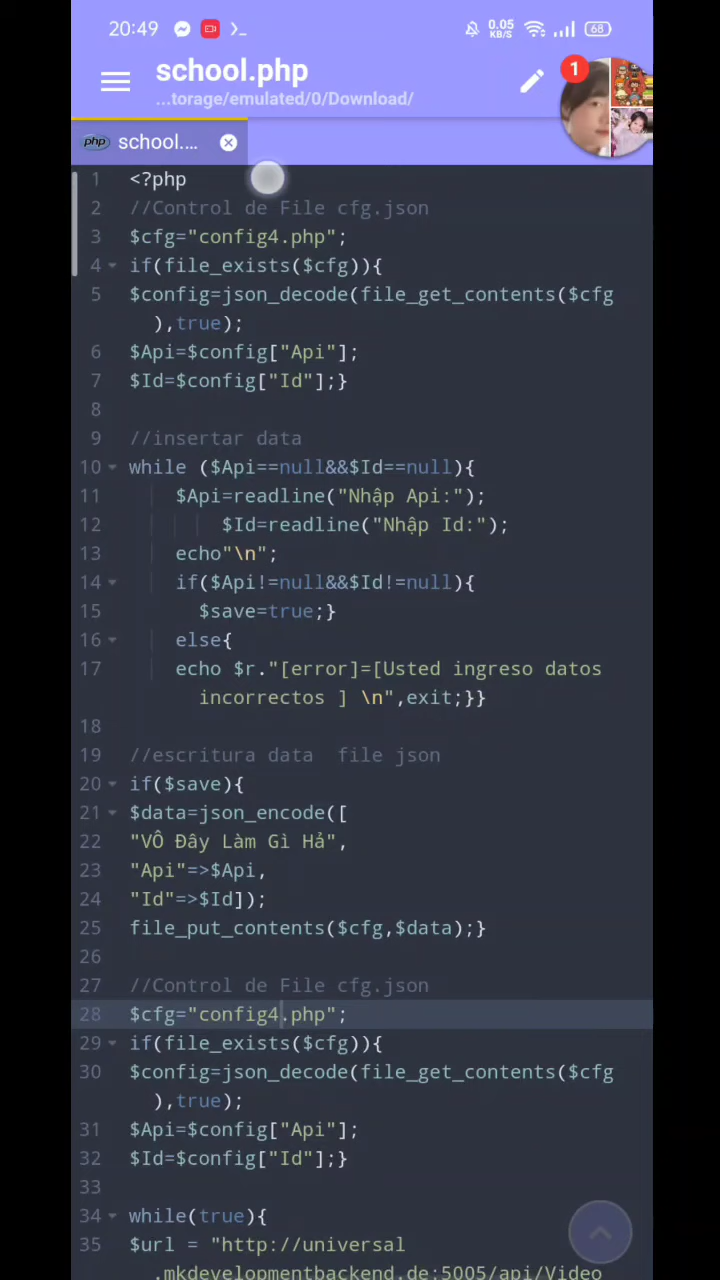 20:49
0.05
KB/S
68
school.php
...torage/emulated/0/Download/
1
php school....
1 <?php
2 //Control de File cfg.json
3 $cfg="config4.php";
4 if(file_exists($cfg)){
5 $config=json_decode(file_get_contents($cfg
),true);
6 $Api=$config["Api"];
7 $Id=$config["Id"];}
8
9 //insertar data
10 while ($Api==null&&$Id==null){
11 $Api=readline("Nhập Api:");
12 $Id=readline("Nhập Id:");
13 echo"\n";
14 if($Api!=null&&$Id!=null){
15 $save=true;}
16 else{
17 echo $r."[error]=[Usted ingreso datos
incorrectos ] \n",exit;}}
18
19 //escritura data  file json
20 if($save){
21 $data=json_encode([
22 "VÔ Đây Làm Gì Hả",
23 "Api"=>$Api,
24 "Id"=>$Id]);
25 file_put_contents($cfg,$data);}
26
27 //Control de File cfg.json
28 $cfg="config4.php";
29 if(file_exists($cfg)){
30 $config=json_decode(file_get_contents($cfg
),true);
31 $Api=$config["Api"];
32 $Id=$config["Id"];}
33
34 while(true){
35 $url = "http://universal
.mkdevelopmentbackend.de:5005/api/Video